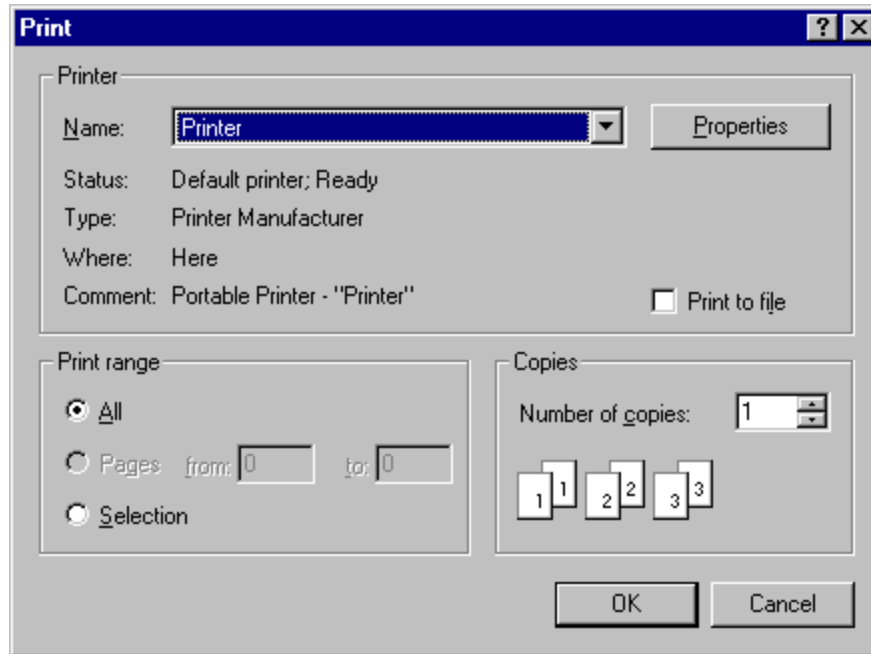 Print
Printer
Name: Printer Properties
Status: Default printer; Ready
Type: Printer Manufacturer
Where: Here
Comment: Portable Printer - "Printer"
Print to file
Print range
All
Pages from: 0 to: 0
Selection
Copies
Number of copies: 1
1 1 2 2 3 3
OK Cancel